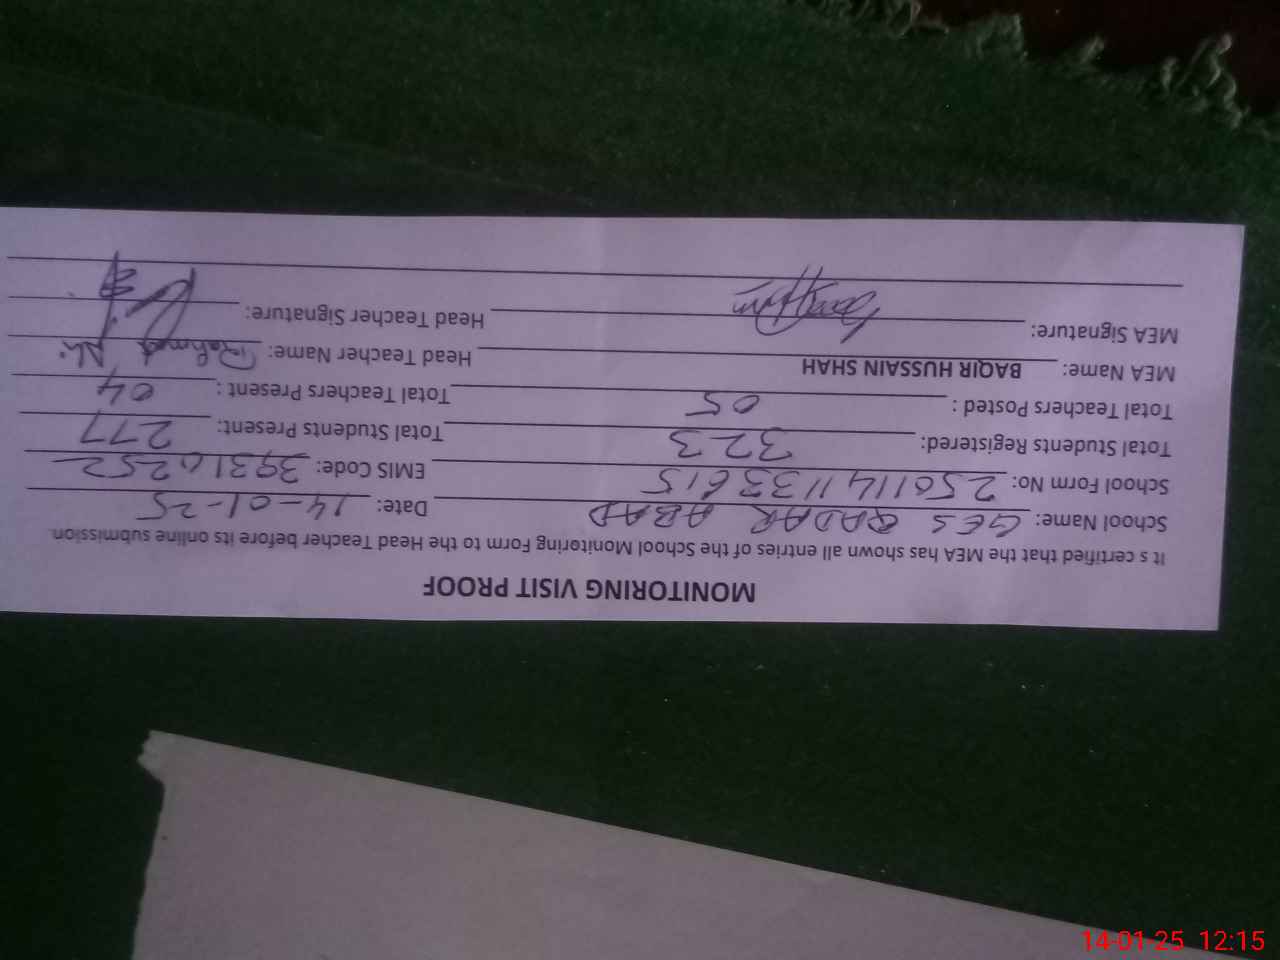 MONITORING VISIT PROOF
It s certified that the MEA has shown all entries of the School Monitoring Form to the Head Teacher before its online submission
School Name: GES QADAR ABAD Date: 14-01-25
School Form No: 2501141133615 EMIS Code: 39310252
Total Students Registered: 323 Total Students Present: 277
Total Teachers Posted : 05 Total Teachers Present : 04
MEA Name: BAQIR HUSSAIN SHAH Head Teacher Name: Rahmat Ali
MEA Signature: Head Teacher Signature:
14-01-25 12:15